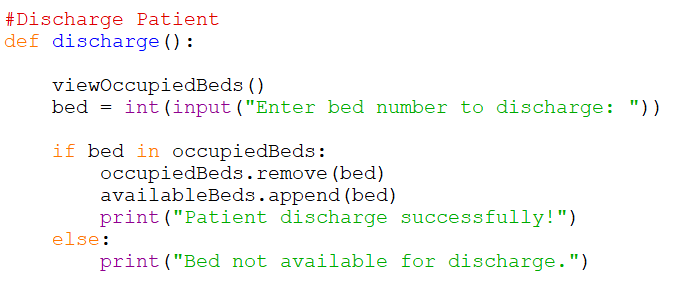 #Discharge Patient
def discharge():
    viewOccupiedBeds()
    bed = int(input("Enter bed number to discharge: "))
    if bed in occupiedBeds:
        occupiedBeds.remove(bed)
        availableBeds.append(bed)
        print("Patient discharge successfully!")
    else:
        print("Bed not available for discharge.")